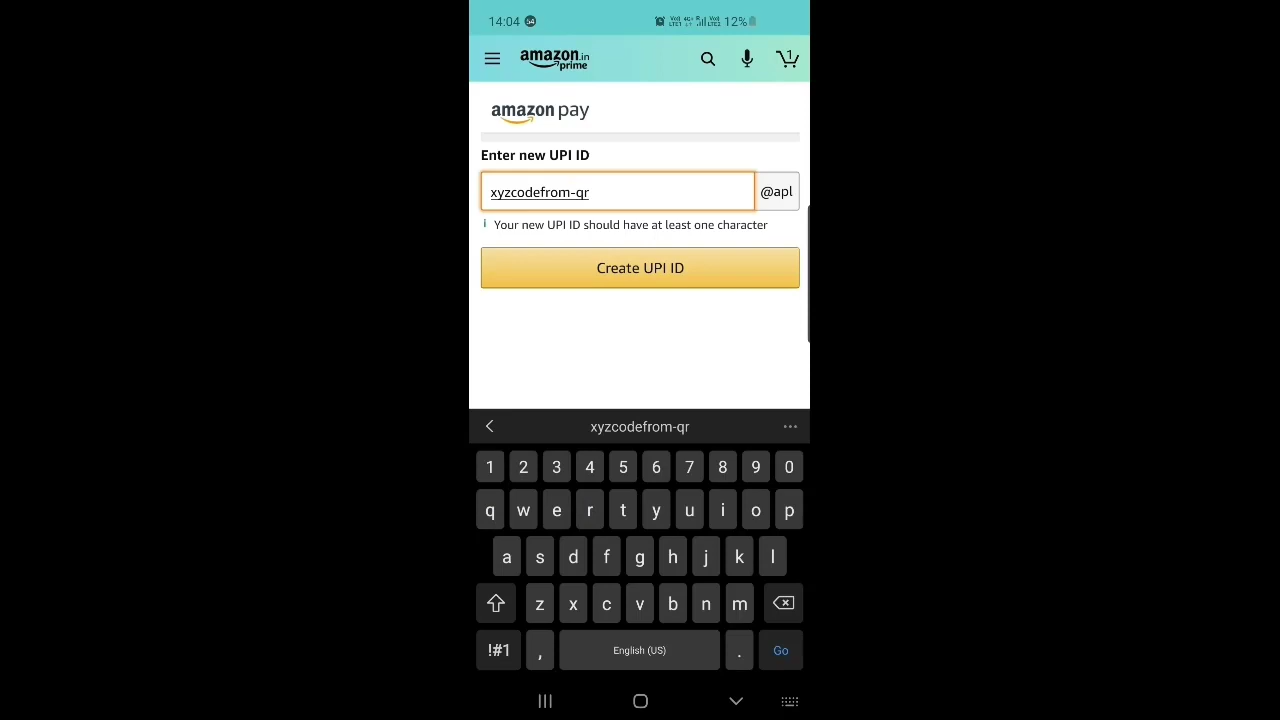 14:04
12%
amazon.in
prime
1
amazon pay
Enter new UPI ID
xyzcodefrom-qr @apl
i Your new UPI ID should have at least one character
Create UPI ID
xyzcodefrom-qr
1 2 3 4 5 6 7 8 9 0
q w e r t y u i o p
a s d f g h j k l
z x c v b n m
!#1 , English (US) . Go